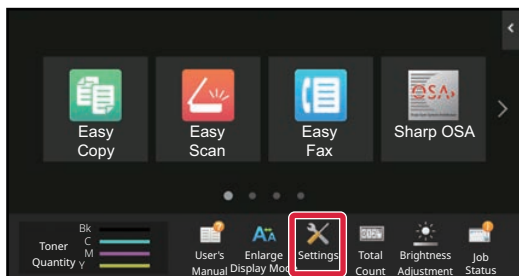 Easy
Copy
Easy
Scan
Easy
Fax
OSA
Sharp OSA
Toner
Quantity
Bk
C
M
Y
User's
Manual
Enlarge
Display Mod
Settings
Total
Count
Brightness
Adjustment
Job
Status